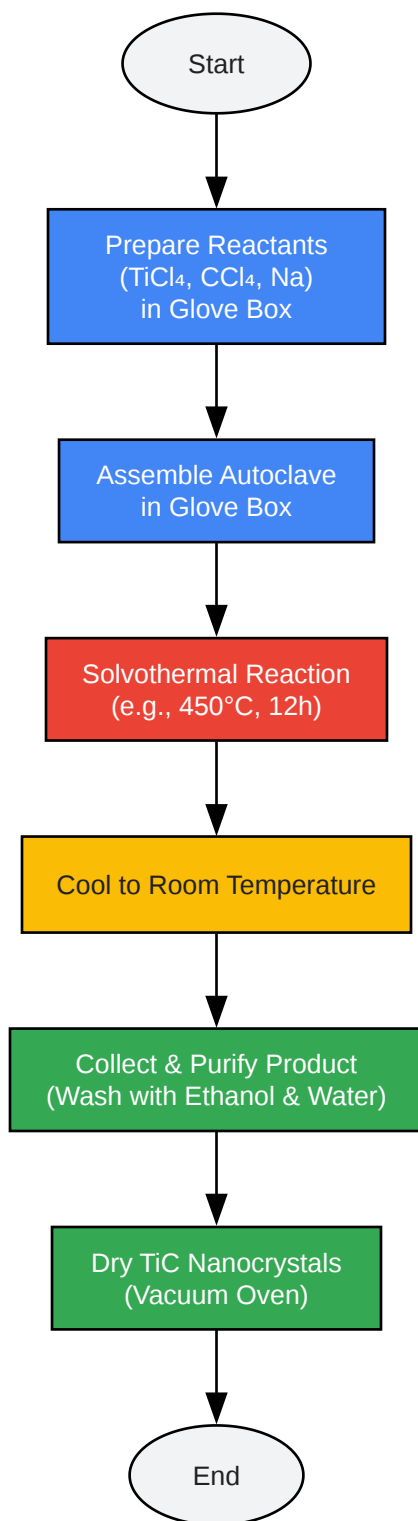 Start
Prepare Reactants
(TiCl₄, CCl₄, Na)
in Glove Box
Assemble Autoclave
in Glove Box
Solvothermal Reaction
(e.g., 450°C, 12h)
Cool to Room Temperature
Collect & Purify Product
(Wash with Ethanol & Water)
Dry TiC Nanocrystals
(Vacuum Oven)
End